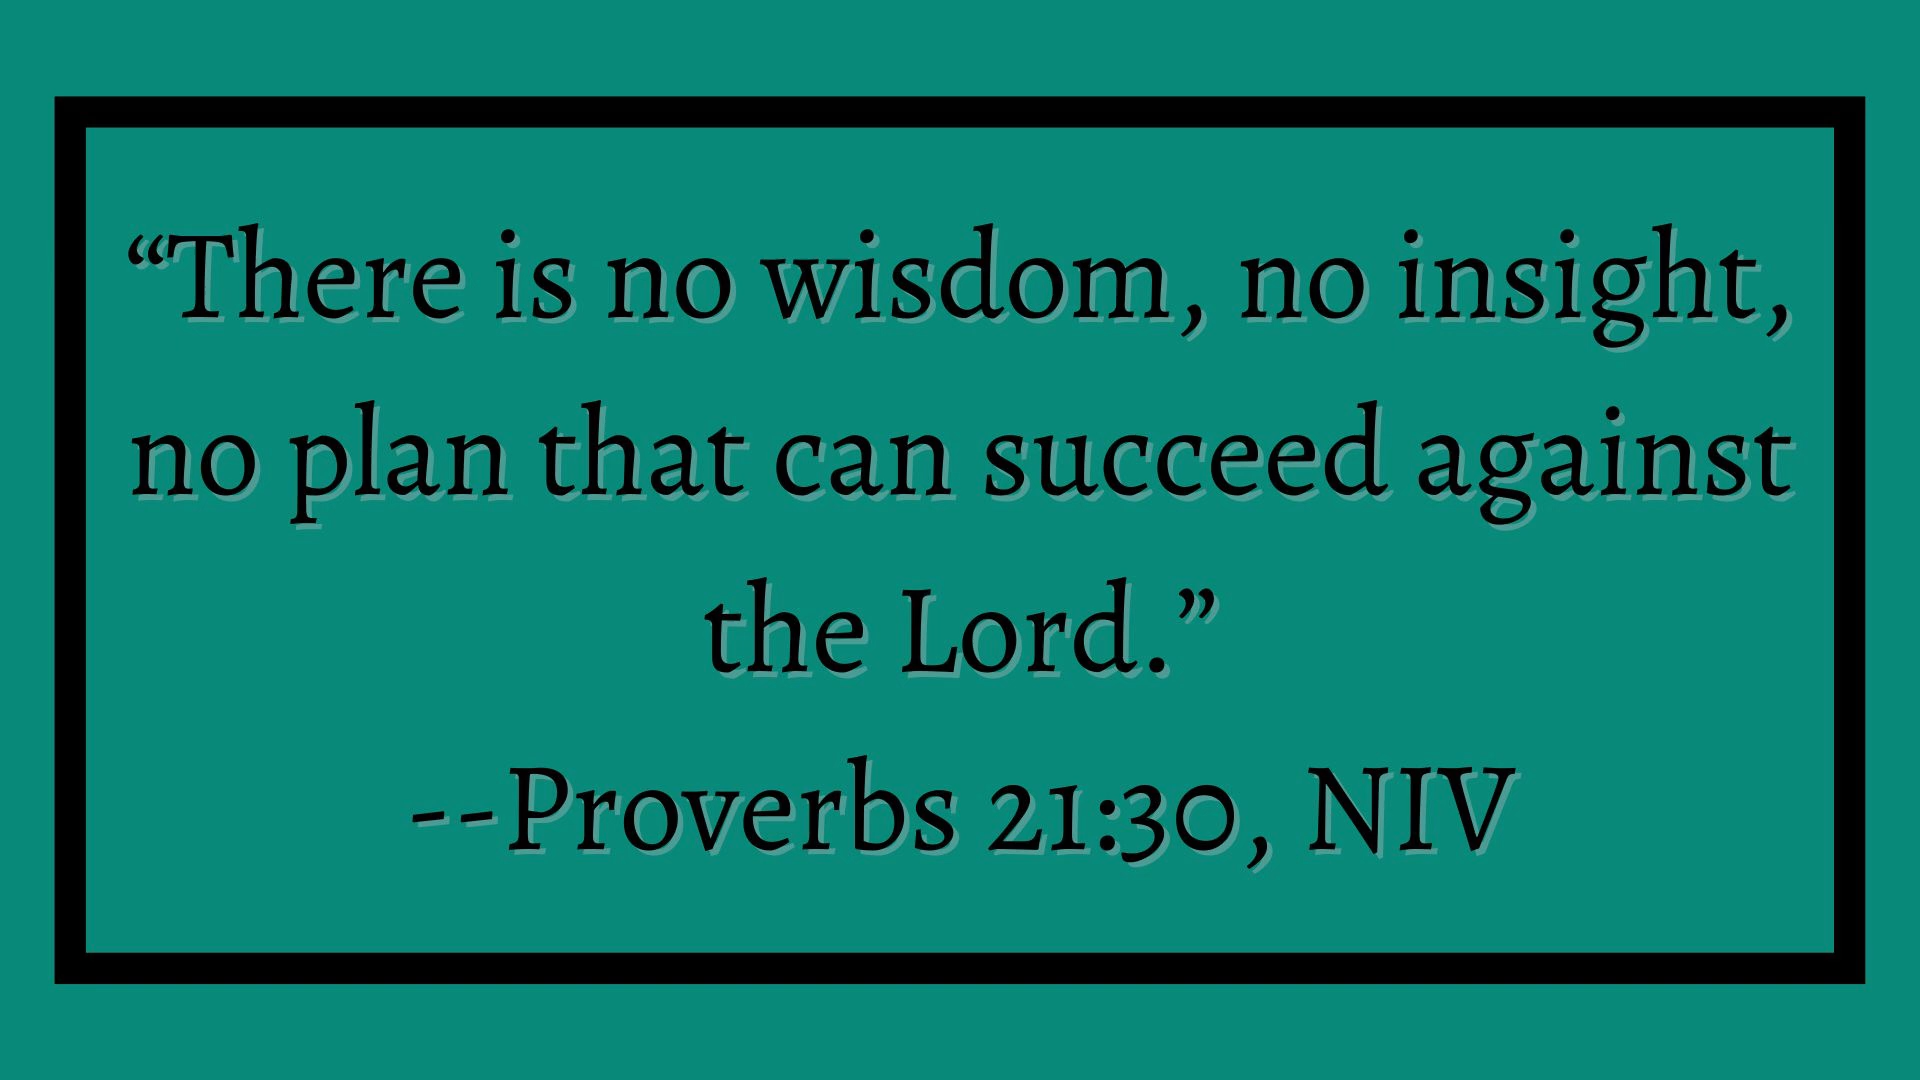 “There is no wisdom, no insight,
no plan that can succeed against
the Lord.”
--Proverbs 21:30, NIV